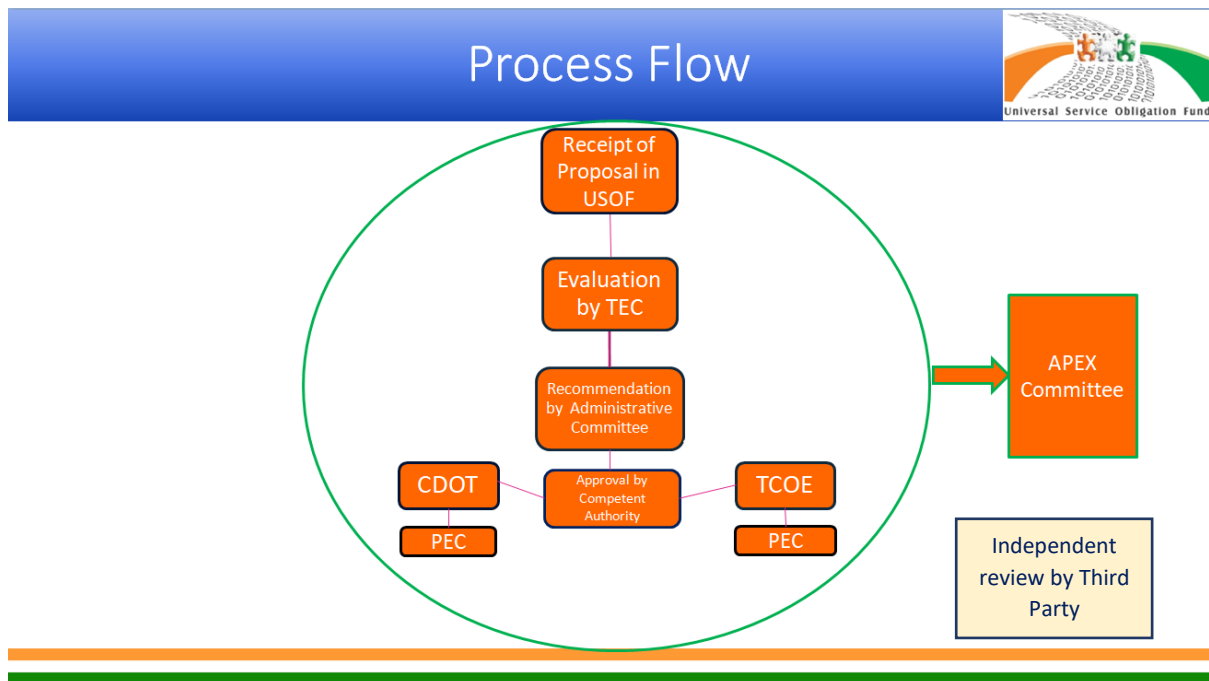 Process Flow
Universal Service Obligation Fund
Receipt of
Proposal in
USOF
Evaluation
by TEC
Recommendation
by Administrative
Committee
Approval by
Competent
Authority
CDOT
PEC
TCOE
PEC
APEX
Committee
Independent
review by Third
Party